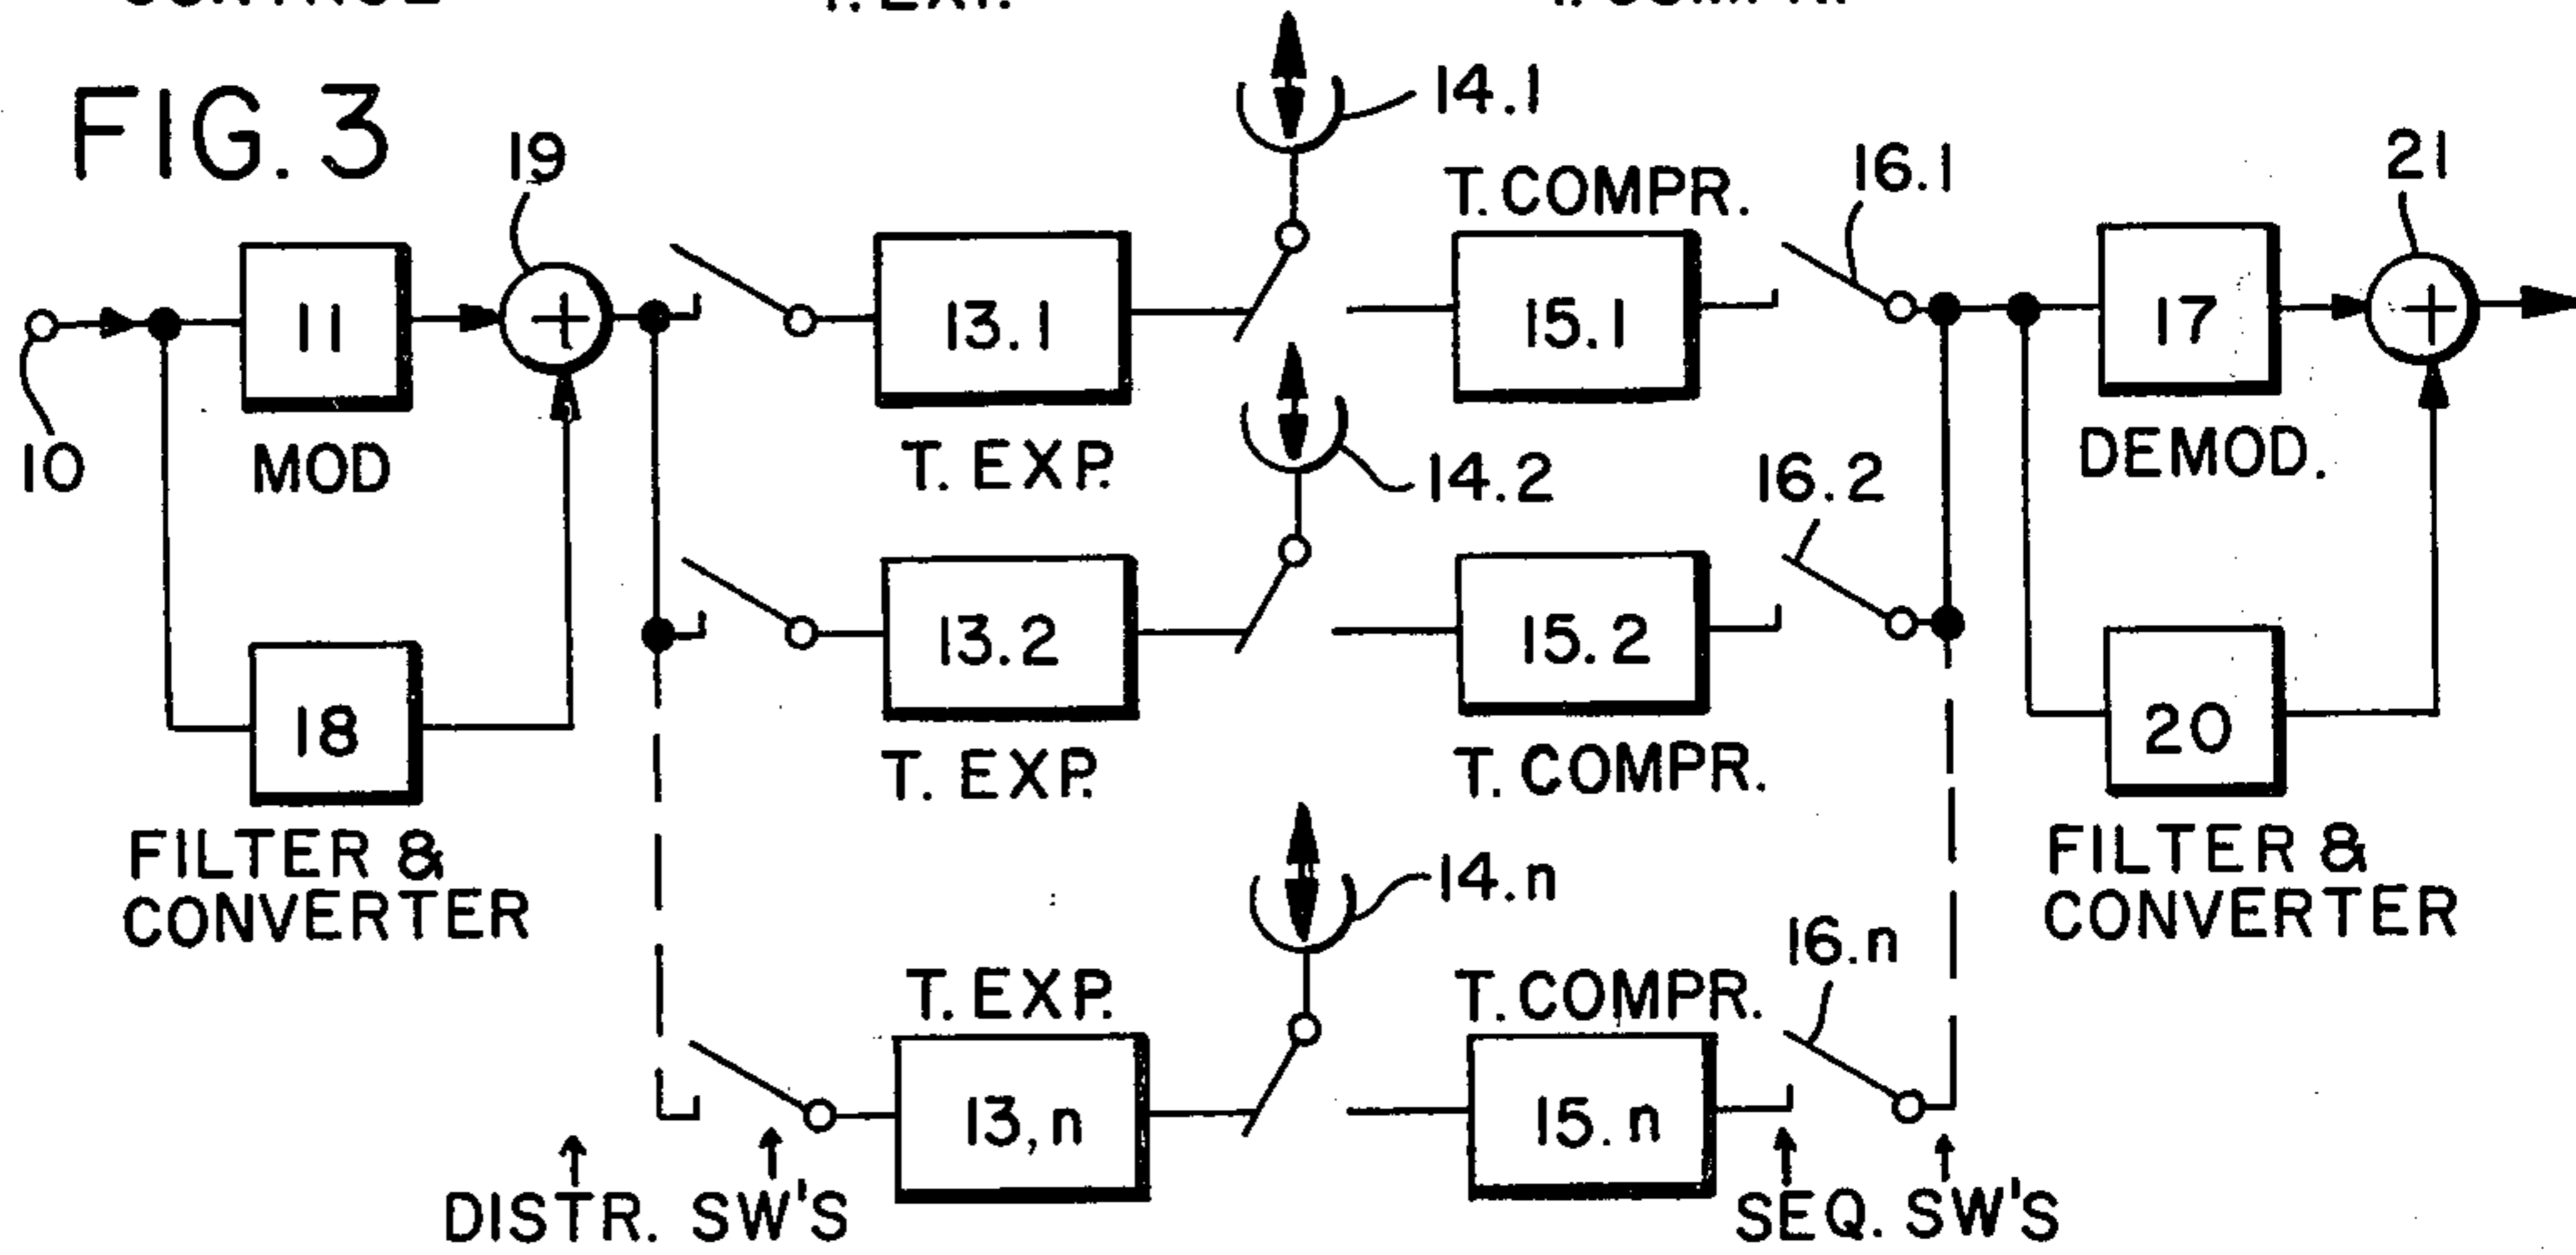 FIG. 3
14.1
19
16.1
21
T. COMPR.
11
13.1
15.1
17
10
MOD
T. EXP.
14.2
16.2
DEMOD.
13.2
15.2
18
20
T. EXP.
T. COMPR.
FILTER &
CONVERTER
14.n
FILTER &
CONVERTER
16.n
T. EXP.
T. COMPR.
13,n
15.n
DISTR. SW'S
SEQ. SW'S